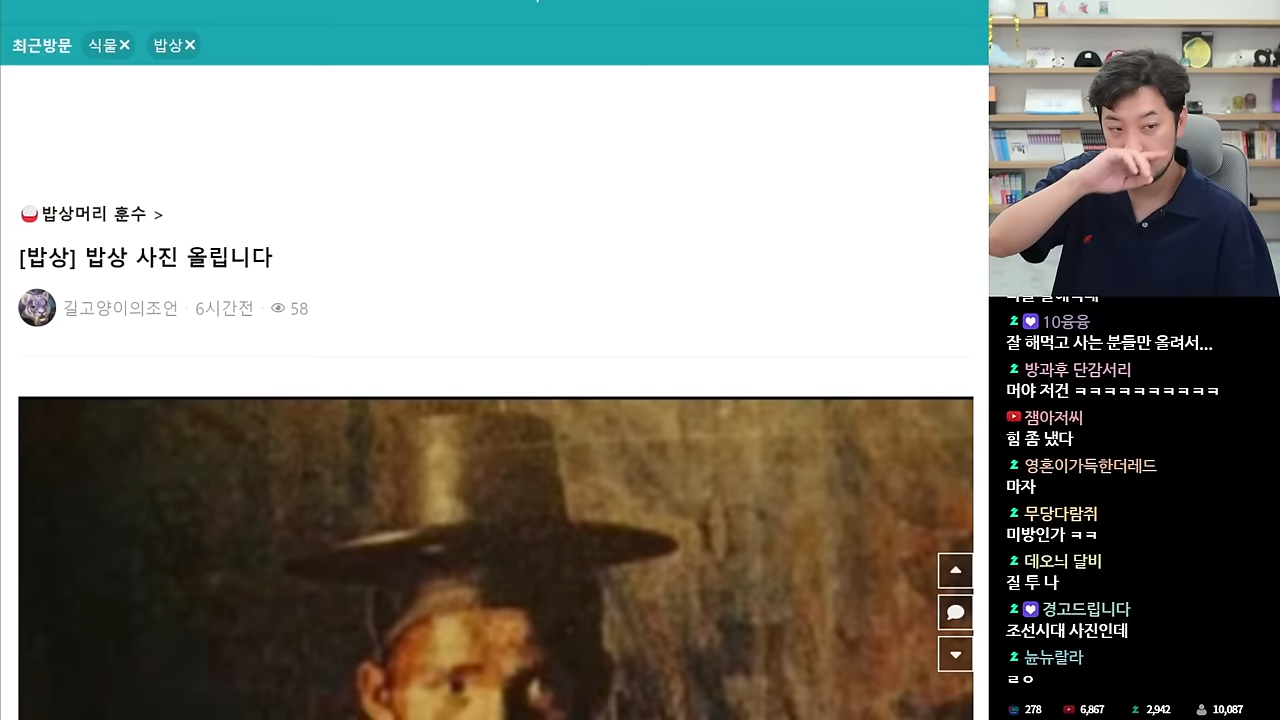 최근방문 식물✕ 밥상✕
밥상머리 훈수 >
[밥상] 밥상 사진 올립니다
길고양이의조언 · 6시간전 · 58
10융융
잘 해먹고 사는 분들만 올려서...
방과후 단감서리
머야 저건 ㅋㅋㅋㅋㅋㅋㅋㅋㅋㅋ
잼아저씨
힘 좀 냈다
영혼이가득한더레드
마자
무당다람쥐
미방인가 ㅋㅋ
데오늬 달비
질 투 나
경고드립니다
조선시대 사진인데
뉸뉴랄라
ㄹㅇ
278 6,867 2,942 10,087